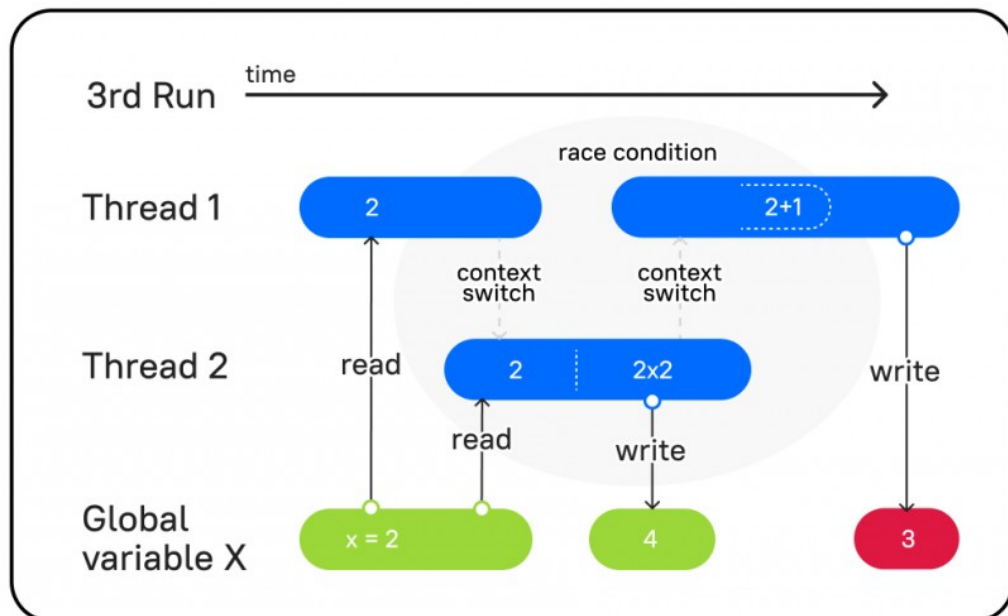 time
3rd Run
race condition
Thread 1
2
2+1
context
switch
context
switch
Thread 2
read
2
2x2
write
read
write
Global
variable X
x = 2
4
3